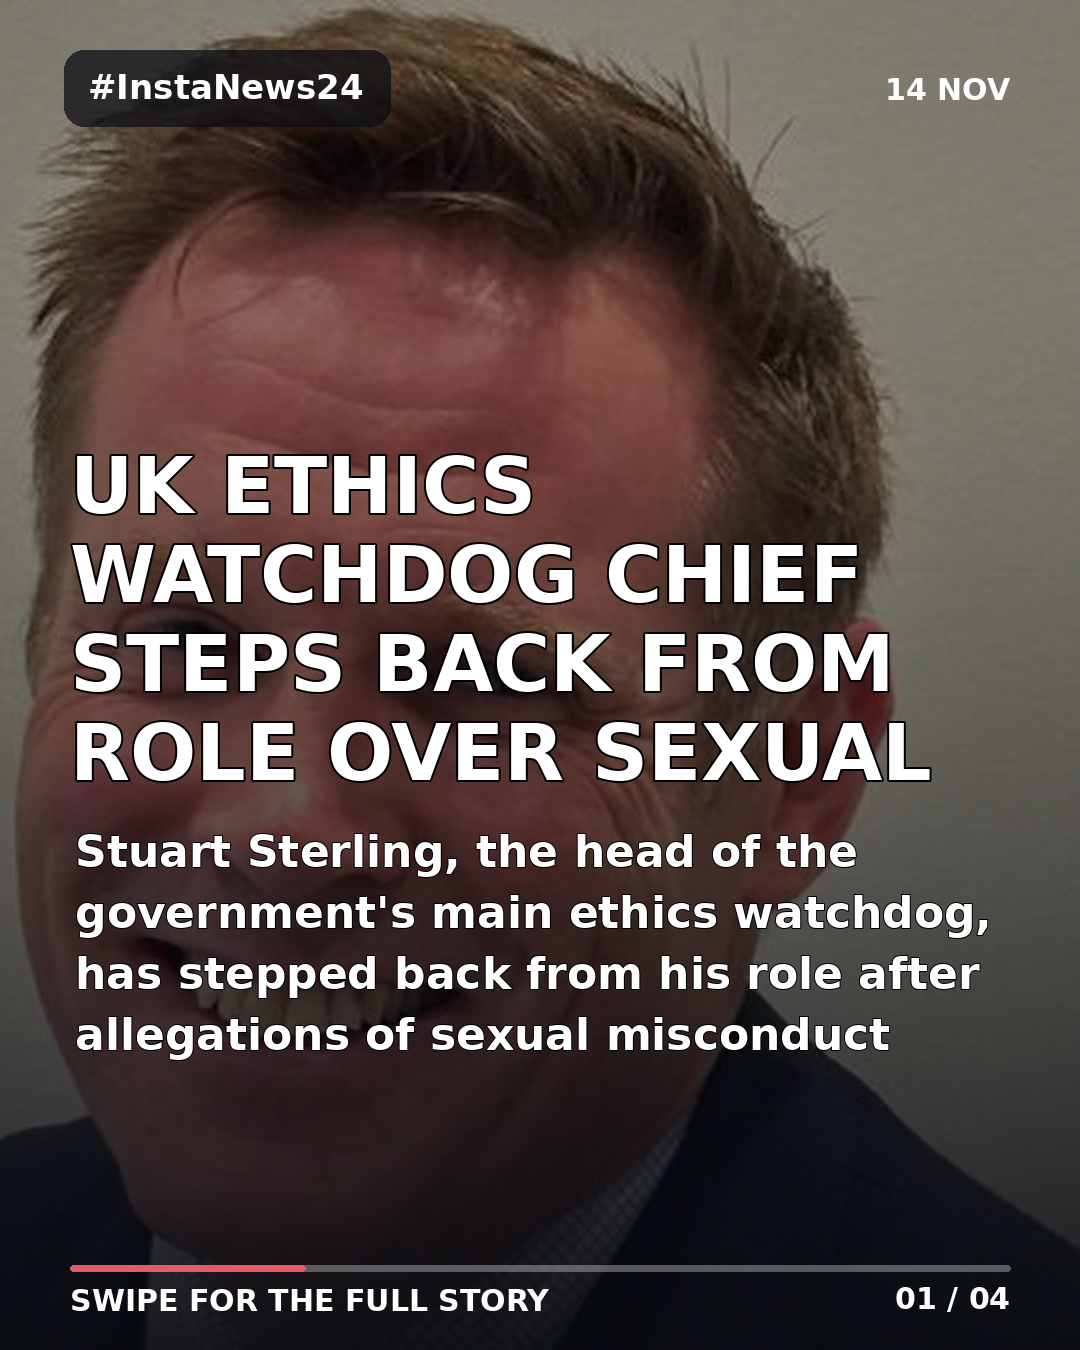 #InstaNews24
14 NOV
UK ETHICS
WATCHDOG CHIEF
STEPS BACK FROM
ROLE OVER SEXUAL
Stuart Sterling, the head of the
government's main ethics watchdog,
has stepped back from his role after
allegations of sexual misconduct
SWIPE FOR THE FULL STORY
01 / 04